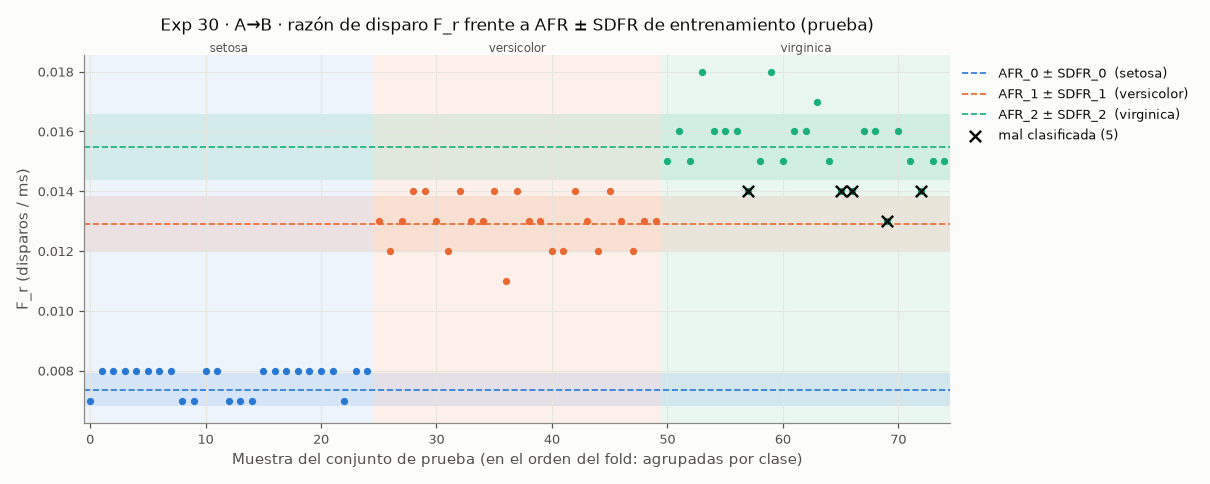 Exp 30 · A→B · razón de disparo F_r frente a AFR ± SDFR de entrenamiento (prueba)
setosa
versicolor
virginica
F_r (disparos / ms)
0.018
0.016
0.014
0.012
0.010
0.008
0
10
20
30
40
50
60
70
Muestra del conjunto de prueba (en el orden del fold: agrupadas por clase)
AFR_0 ± SDFR_0 (setosa)
AFR_1 ± SDFR_1 (versicolor)
AFR_2 ± SDFR_2 (virginica)
mal clasificada (5)